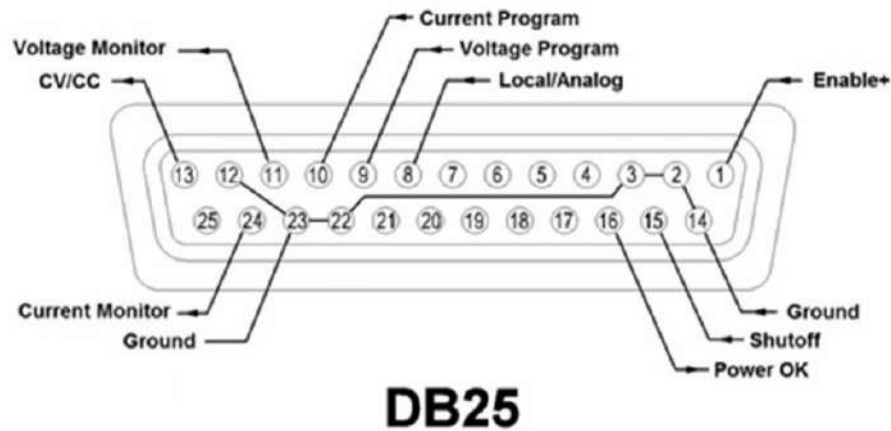 Current Program
Voltage Monitor
Voltage Program
CV/CC
Local/Analog
Enable+
13 12 11 10 9 8 7 6 5 4 3 2 1
25 24 23 22 21 20 19 18 17 16 15 14
Current Monitor
Ground
Ground
Shutoff
Power OK
DB25